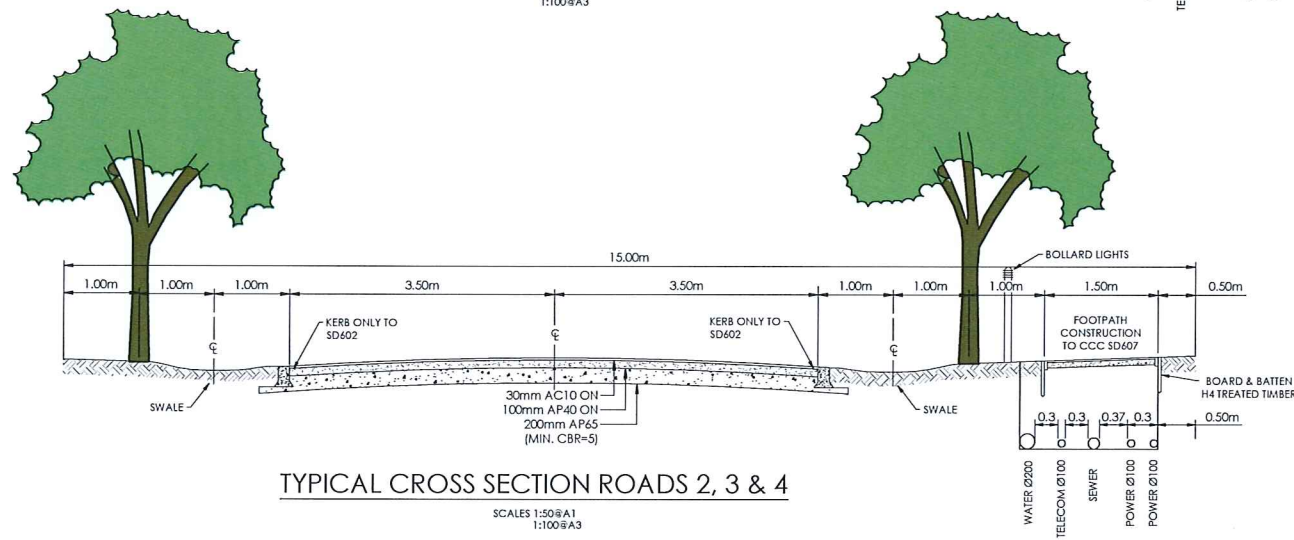 1:100@A3
TE
15.00m
BOLLARD LIGHTS
1.00m
1.00m
1.00m
3.50m
3.50m
1.00m
1.00m
1.00m
1.50m
0.50m
KERB ONLY TO
SD602
℄
℄
KERB ONLY TO
SD602
℄
FOOTPATH
CONSTRUCTION
TO CCC SD607
SWALE
30mm AC10 ON
100mm AP40 ON
200mm AP65
(MIN. CBR=5)
SWALE
BOARD & BATTEN
H4 TREATED TIMBER
0.3
0.3
0.37
0.3
0.50m
WATER Ø200
TELECOM Ø100
SEWER
POWER Ø100
POWER Ø100
TYPICAL CROSS SECTION ROADS 2, 3 & 4
SCALES 1:50@A1
1:100@A3